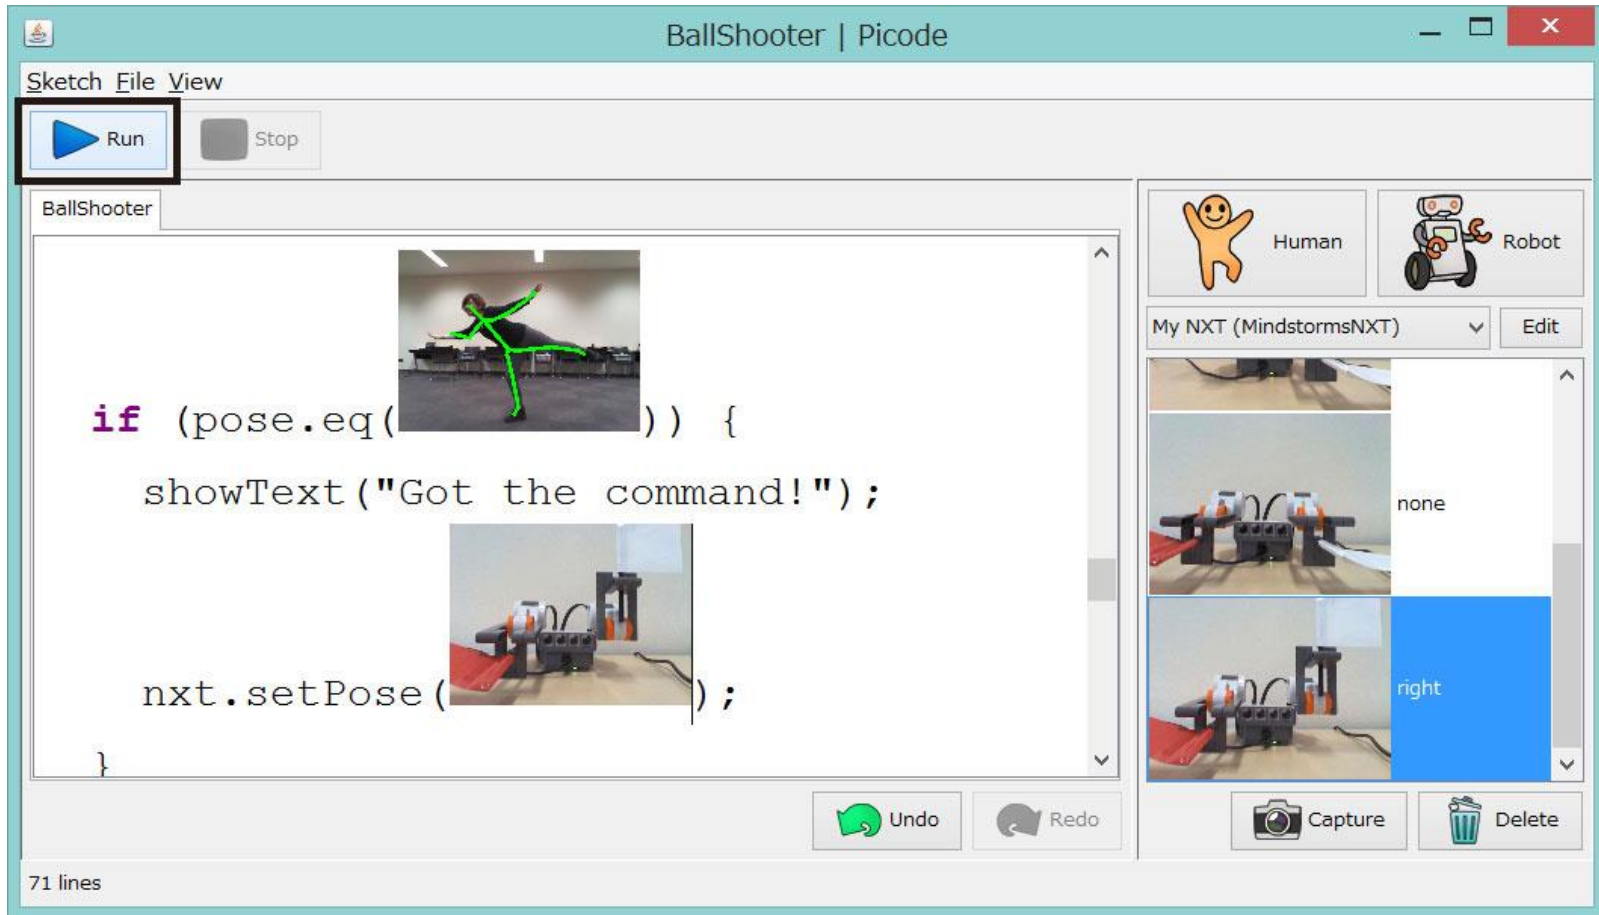 BallShooter | Picode
Sketch File View
Run Stop
BallShooter
if (pose.eq( )) {
showText("Got the command!");
nxt.setPose( );
}
Undo Redo
71 lines
Human Robot
My NXT (MindstormsNXT) Edit
none
right
Capture Delete